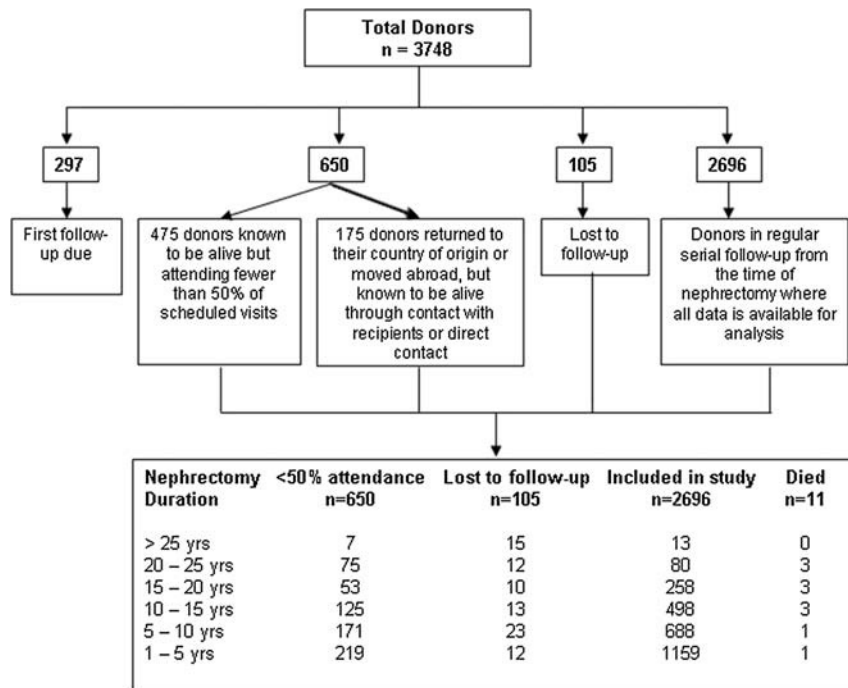 Total Donors
n = 3748
297
650
105
2696
First follow-
up due
475 donors known
to be alive but
attending fewer
than 50% of
scheduled visits
175 donors returned to
their country of origin or
moved abroad, but
known to be alive
through contact with
recipients or direct
contact
Lost to
follow-up
Donors in regular
serial follow-up from
the time of
nephrectomy where
all data is available for
analysis
Nephrectomy <50% attendance Lost to follow-up Included in study Died
Duration n=650 n=105 n=2696 n=11
> 25 yrs 7 15 13 0
20 – 25 yrs 75 12 80 3
15 – 20 yrs 53 10 258 3
10 – 15 yrs 125 13 498 3
5 – 10 yrs 171 23 688 1
1 – 5 yrs 219 12 1159 1